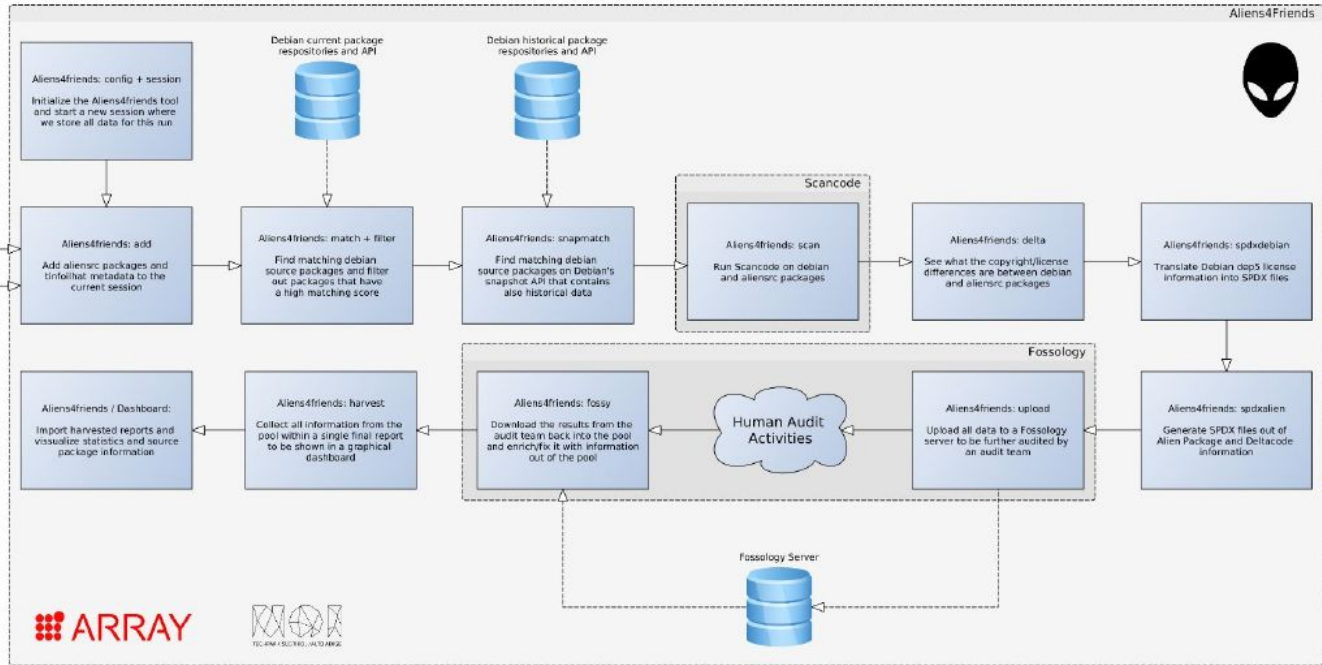 Aliens4Friends
Debian current package
respositories and API
Debian historical package
respositories and API
Aliens4friends: config + session
Initialize the Aliens4friends tool
and start a new session where
we store all data for this run
Scancode
Aliens4friends: add
Add aliensrc packages and
tinfoilhat metadata to the
current session
Aliens4friends: match + filter
Find matching debian
source packages and filter
out packages that have
a high matching score
Aliens4friends: snapmatch
Find matching debian
source packages on Debian's
snapshot API that contains
also historical data
Aliens4friends: scan
Run Scancode on debian
and aliensrc packages
Aliens4friends: delta
See what the copyright/license
differences are between debian
and aliensrc packages
Aliens4friends: spdxdebian
Translate Debian dep5 license
information into SPDX files
Fossology
Aliens4friends / Dashboard:
Import harvested reports and
vissualize statistics and source
package information
Aliens4friends: harvest
Collect all information from the
pool within a single final report
to be shown in a graphical
dashboard
Aliens4friends: fossy
Download the results from the
audit team back into the pool
and enrich/fix it with information
out of the pool
Human Audit
Activities
Aliens4friends: upload
Upload all data to a Fossology
server to be further audited by
an audit team
Aliens4friends: spdxalien
Generate SPDX files out of
Alien Package and Deltacode
information
Fossology Server
ARRAY
NOI